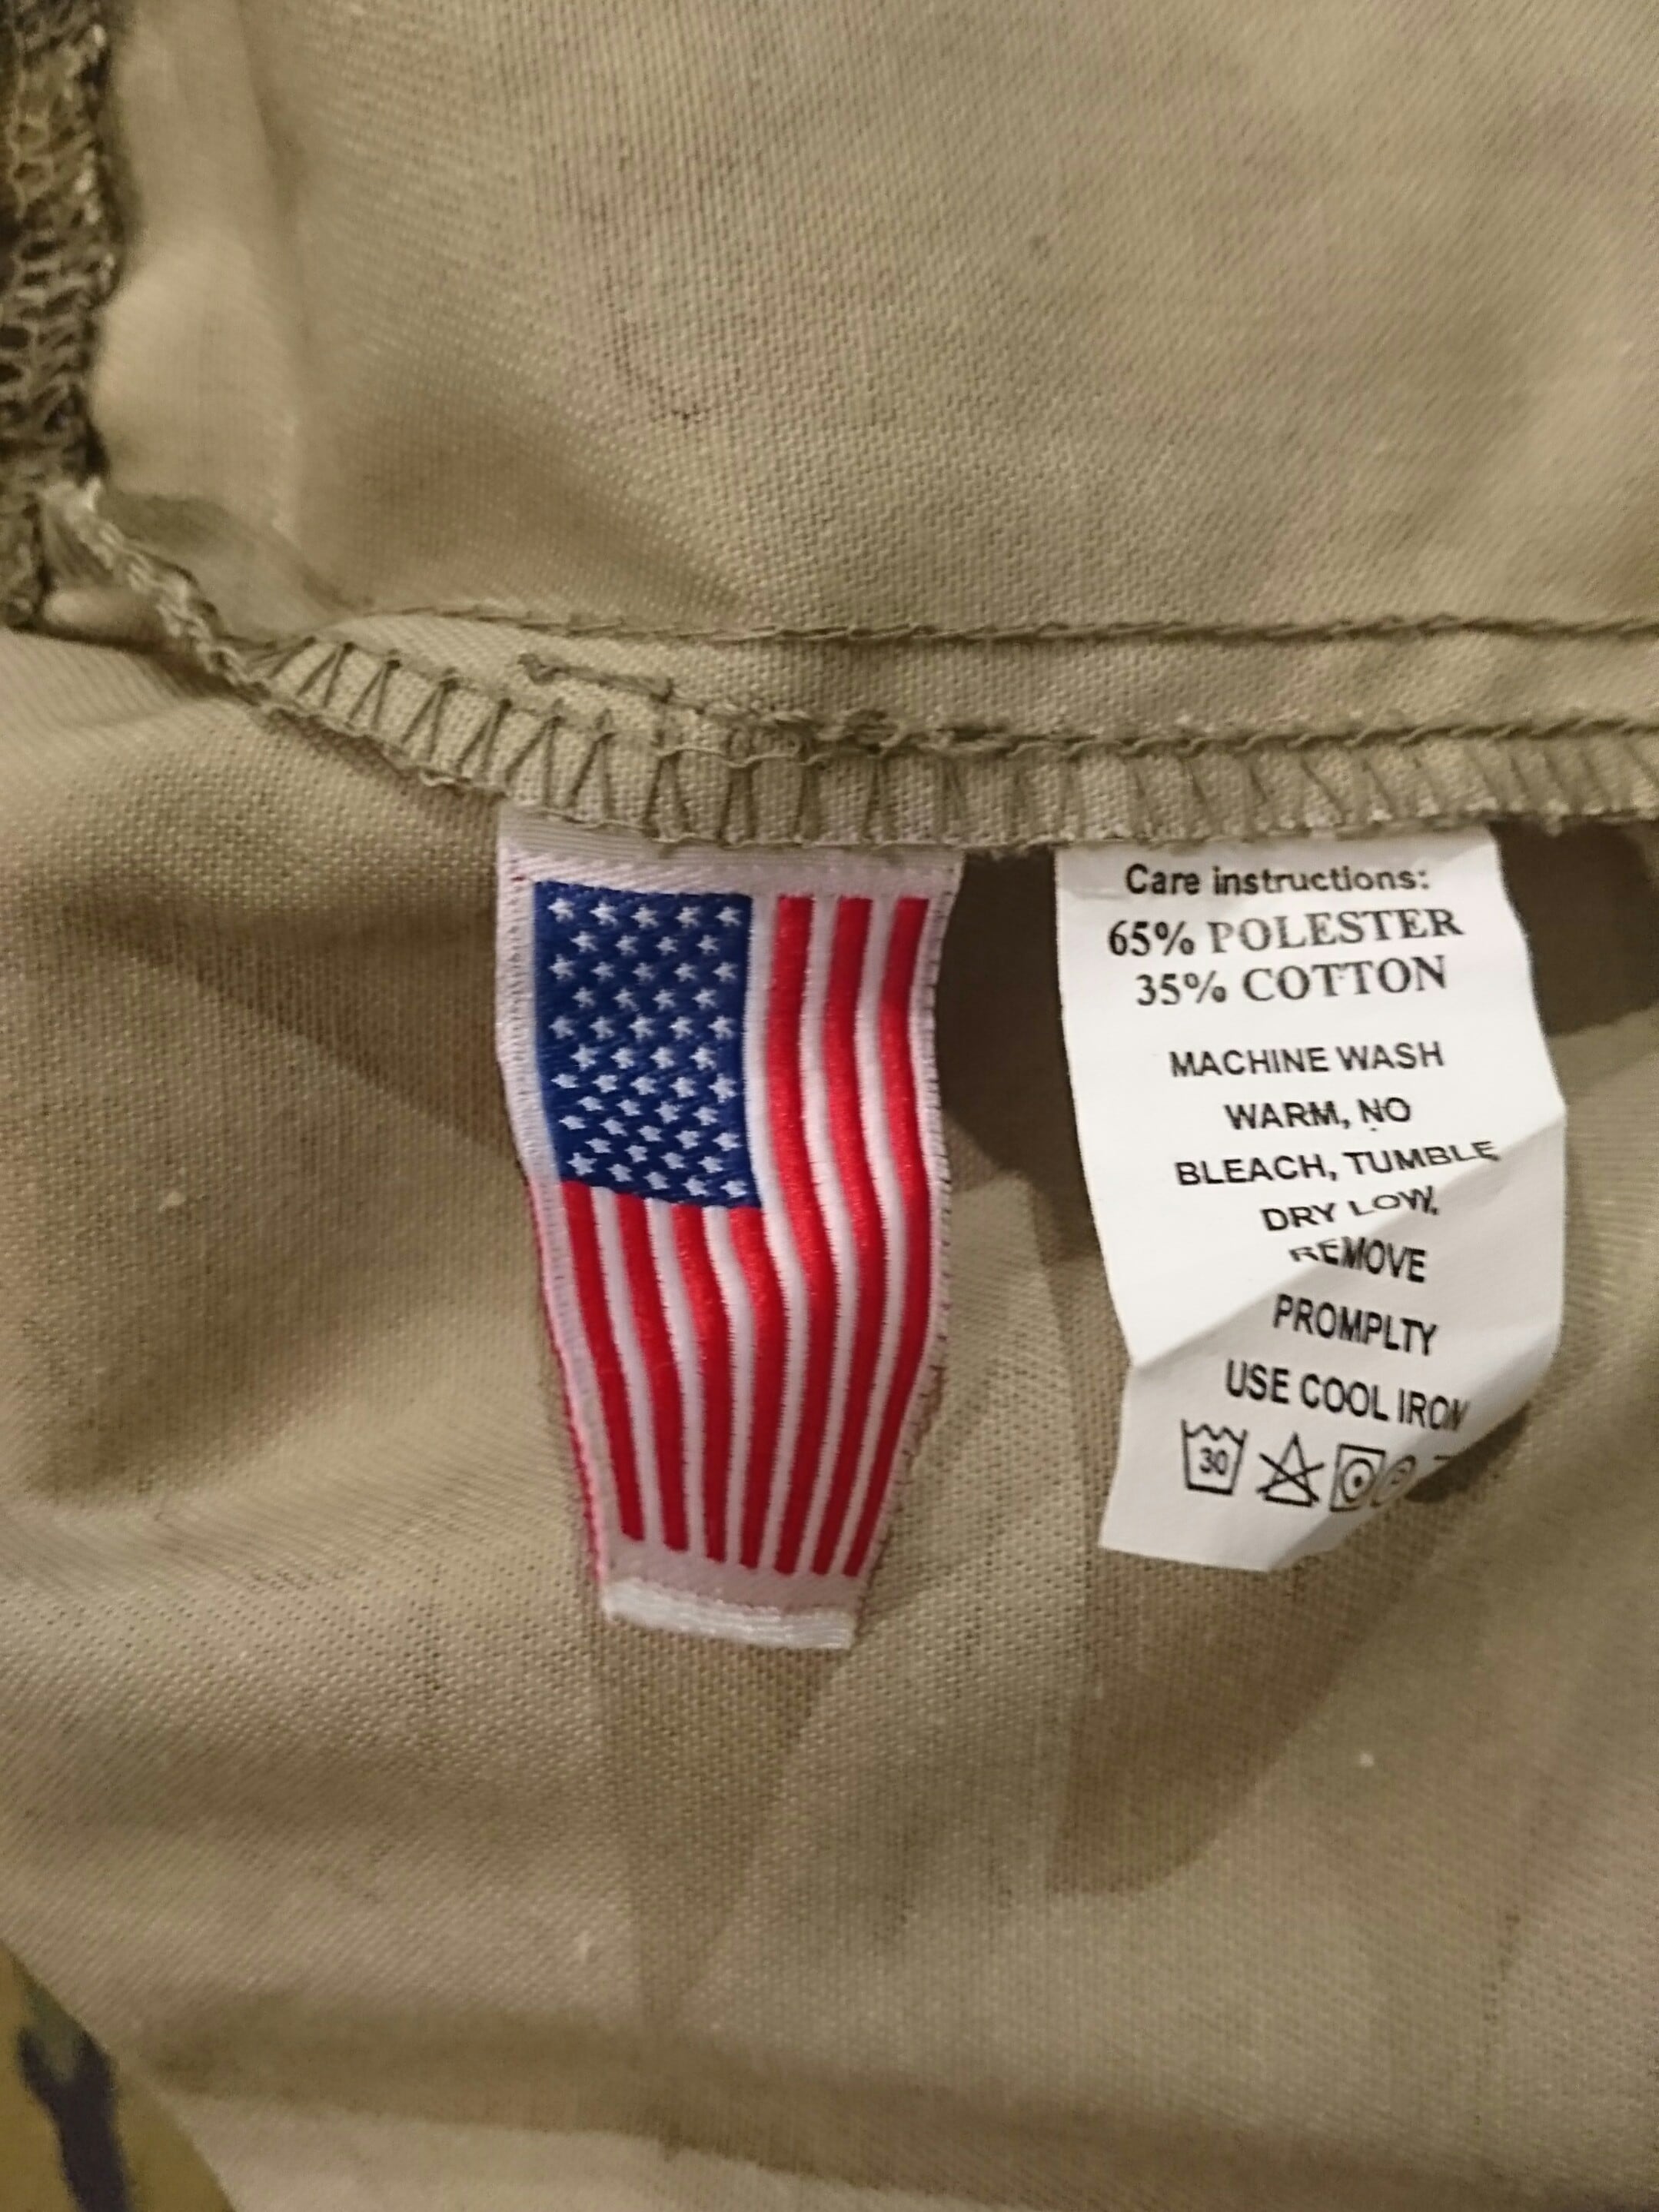 Care instructions:
65% POLESTER
35% COTTON
MACHINE WASH
WARM, NO
BLEACH, TUMBLE
DRY LOW,
REMOVE
PROMPLTY
USE COOL IRON
30